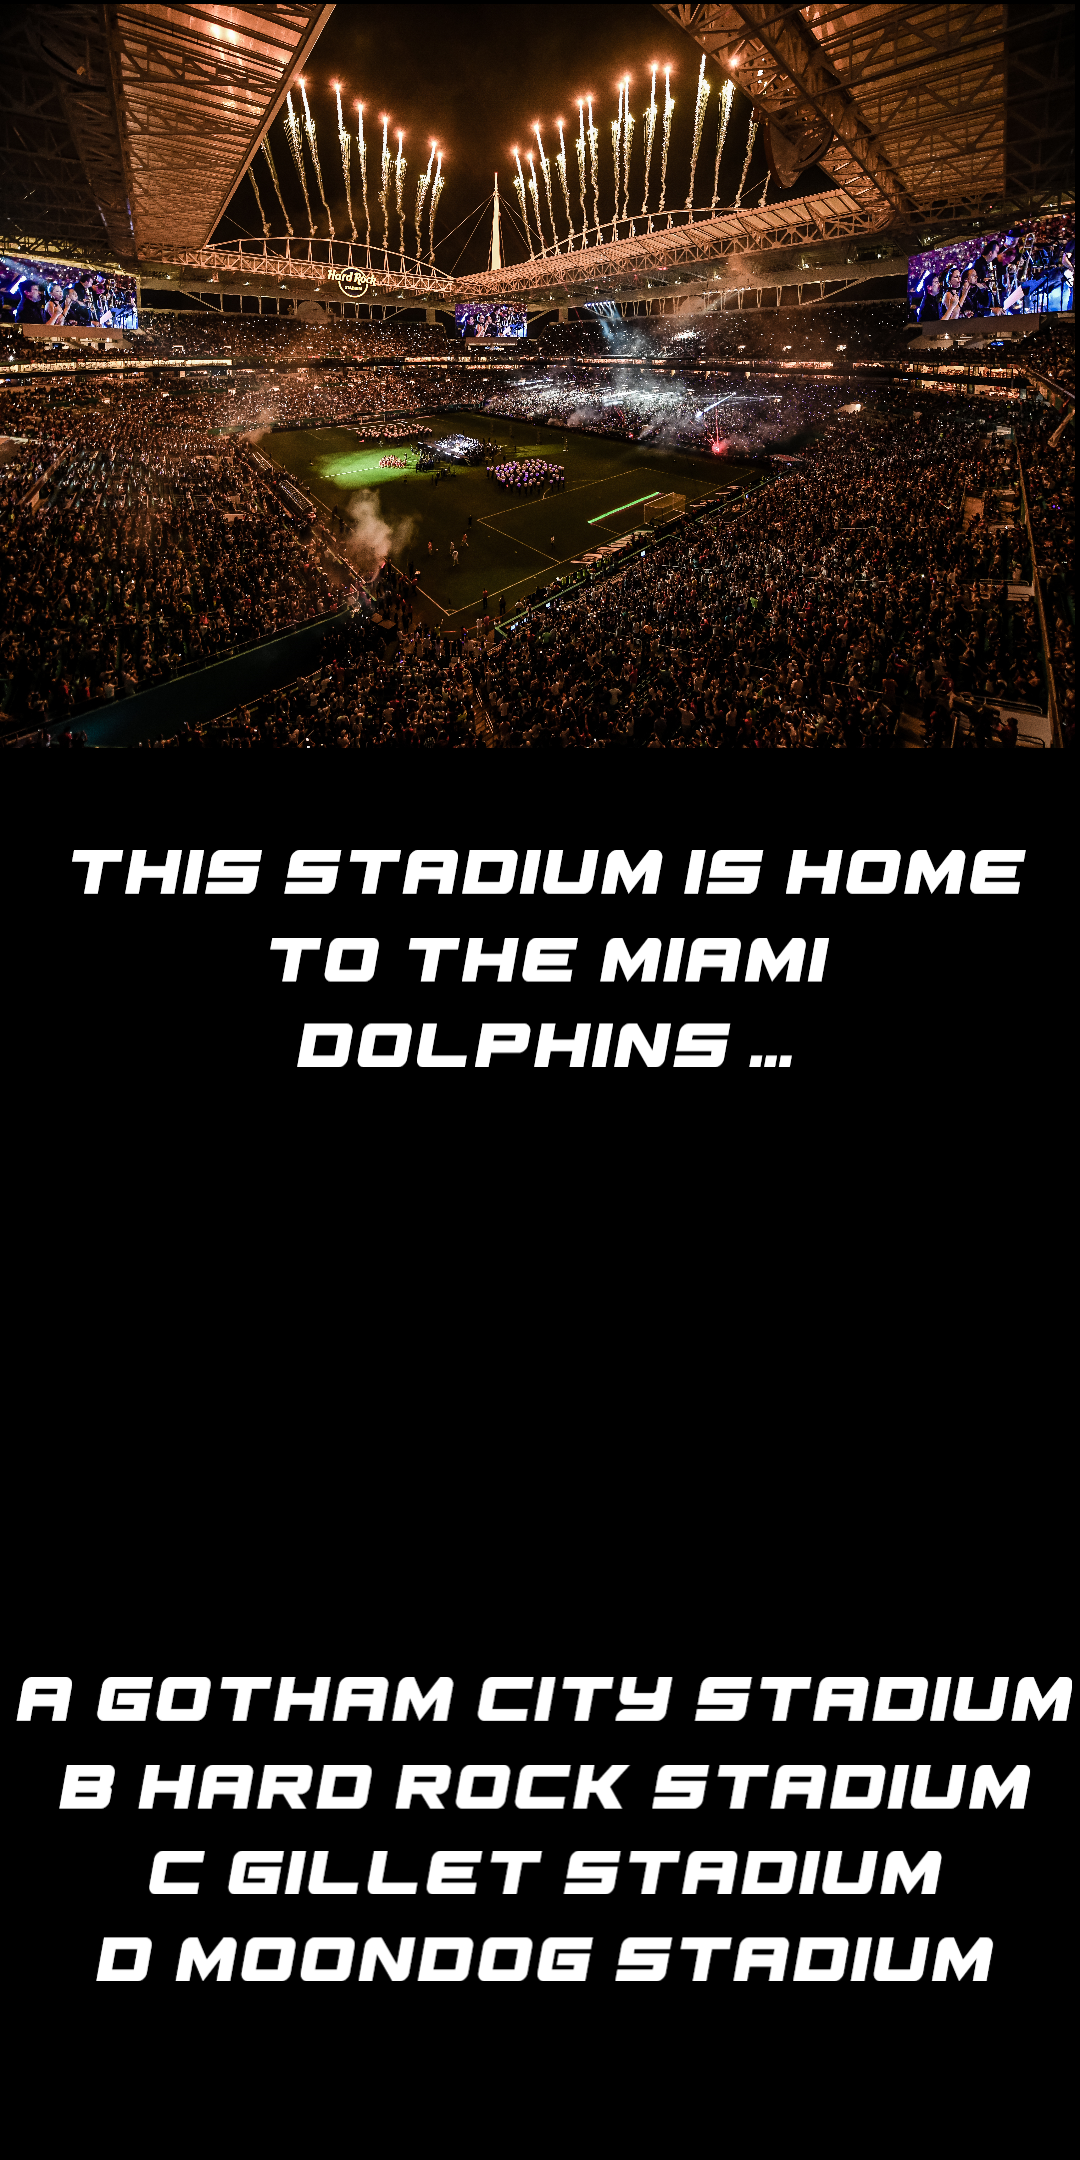 Hard Rock
STADIUM
THIS STADIUM IS HOME
TO THE MIAMI
DOLPHINS ...
A GOTHAM CITY STADIUM
B HARD ROCK STADIUM
C GILLET STADIUM
D MOONDOG STADIUM